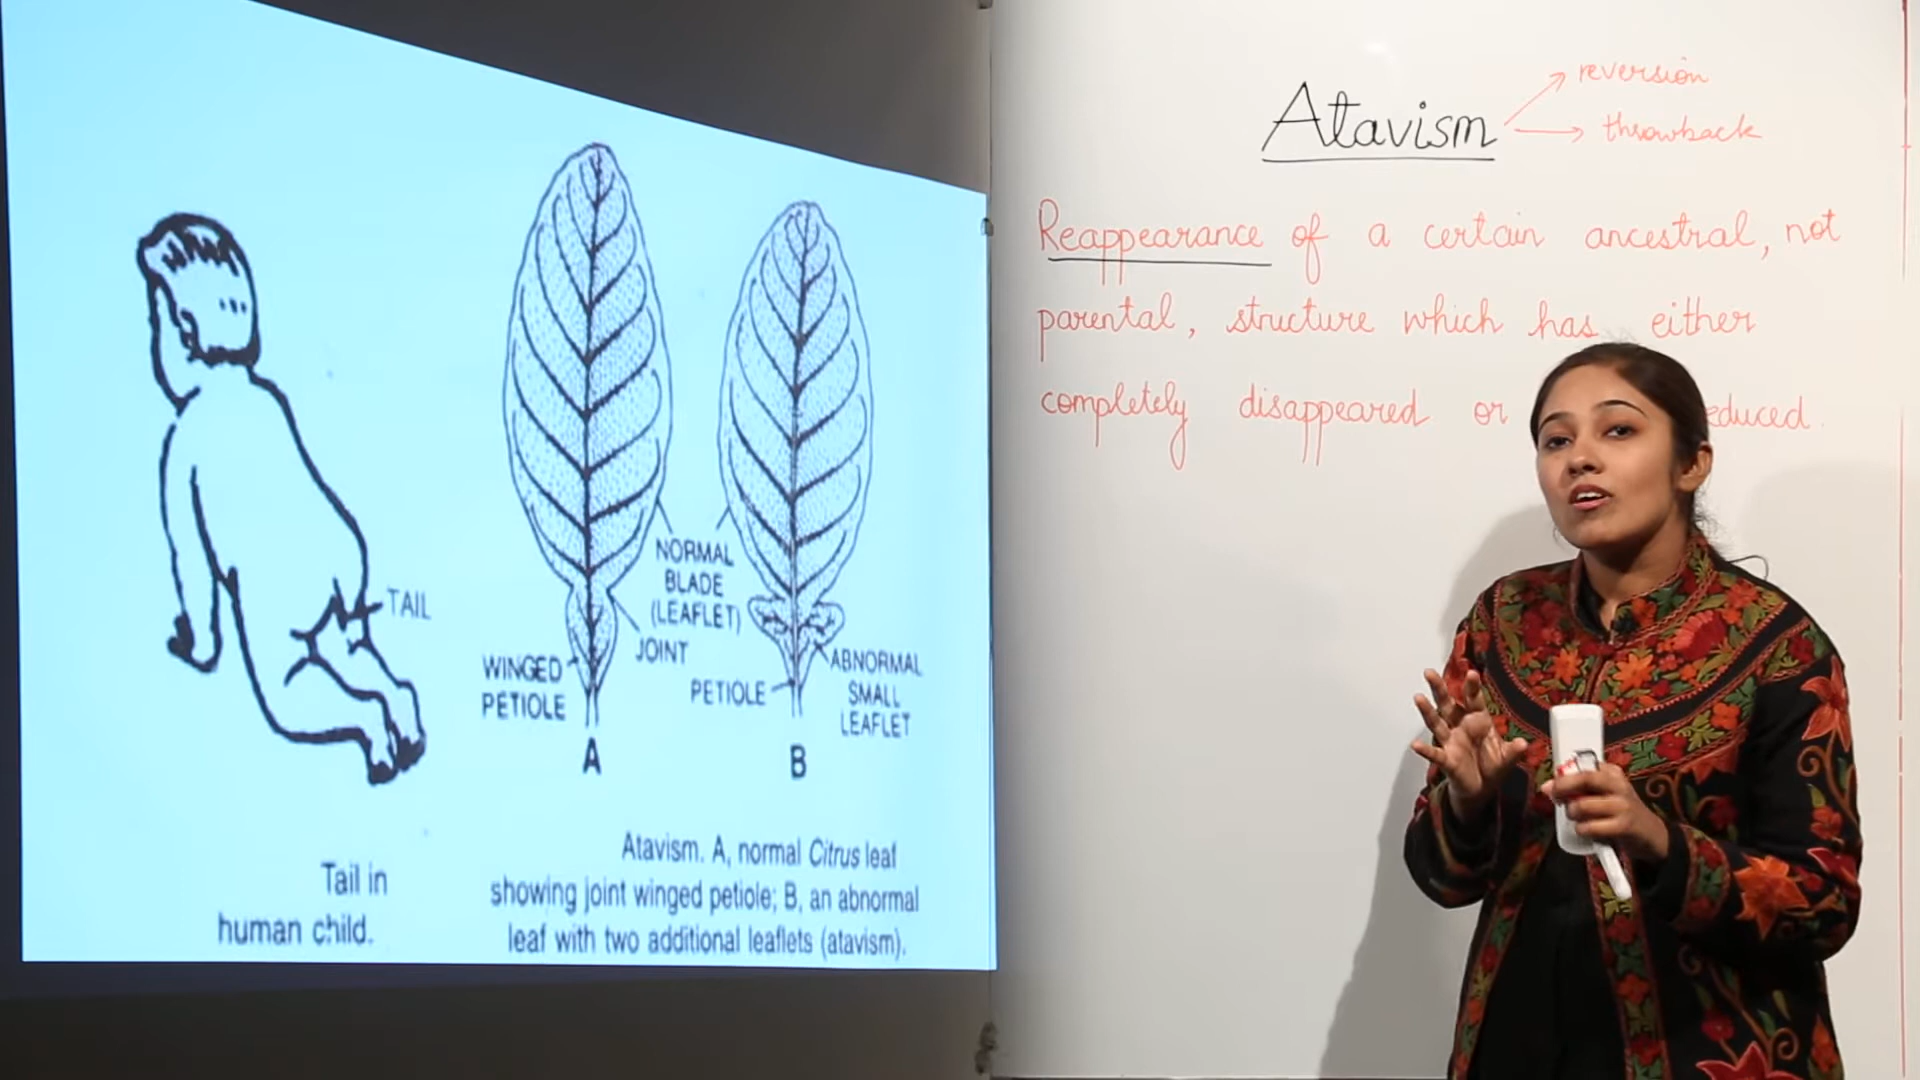 TAIL
Tail in
human child.
NORMAL
BLADE
(LEAFLET)
JOINT
WINGED
PETIOLE
PETIOLE
ABNORMAL
SMALL
LEAFLET
A
B
Atavism. A, normal Citrus leaf
showing joint winged petiole; B, an abnormal
leaf with two additional leaflets (atavism).
Atavism
reversion
throwback
Reappearance of a certain ancestral, not
parental, structure which has either
completely disappeared or